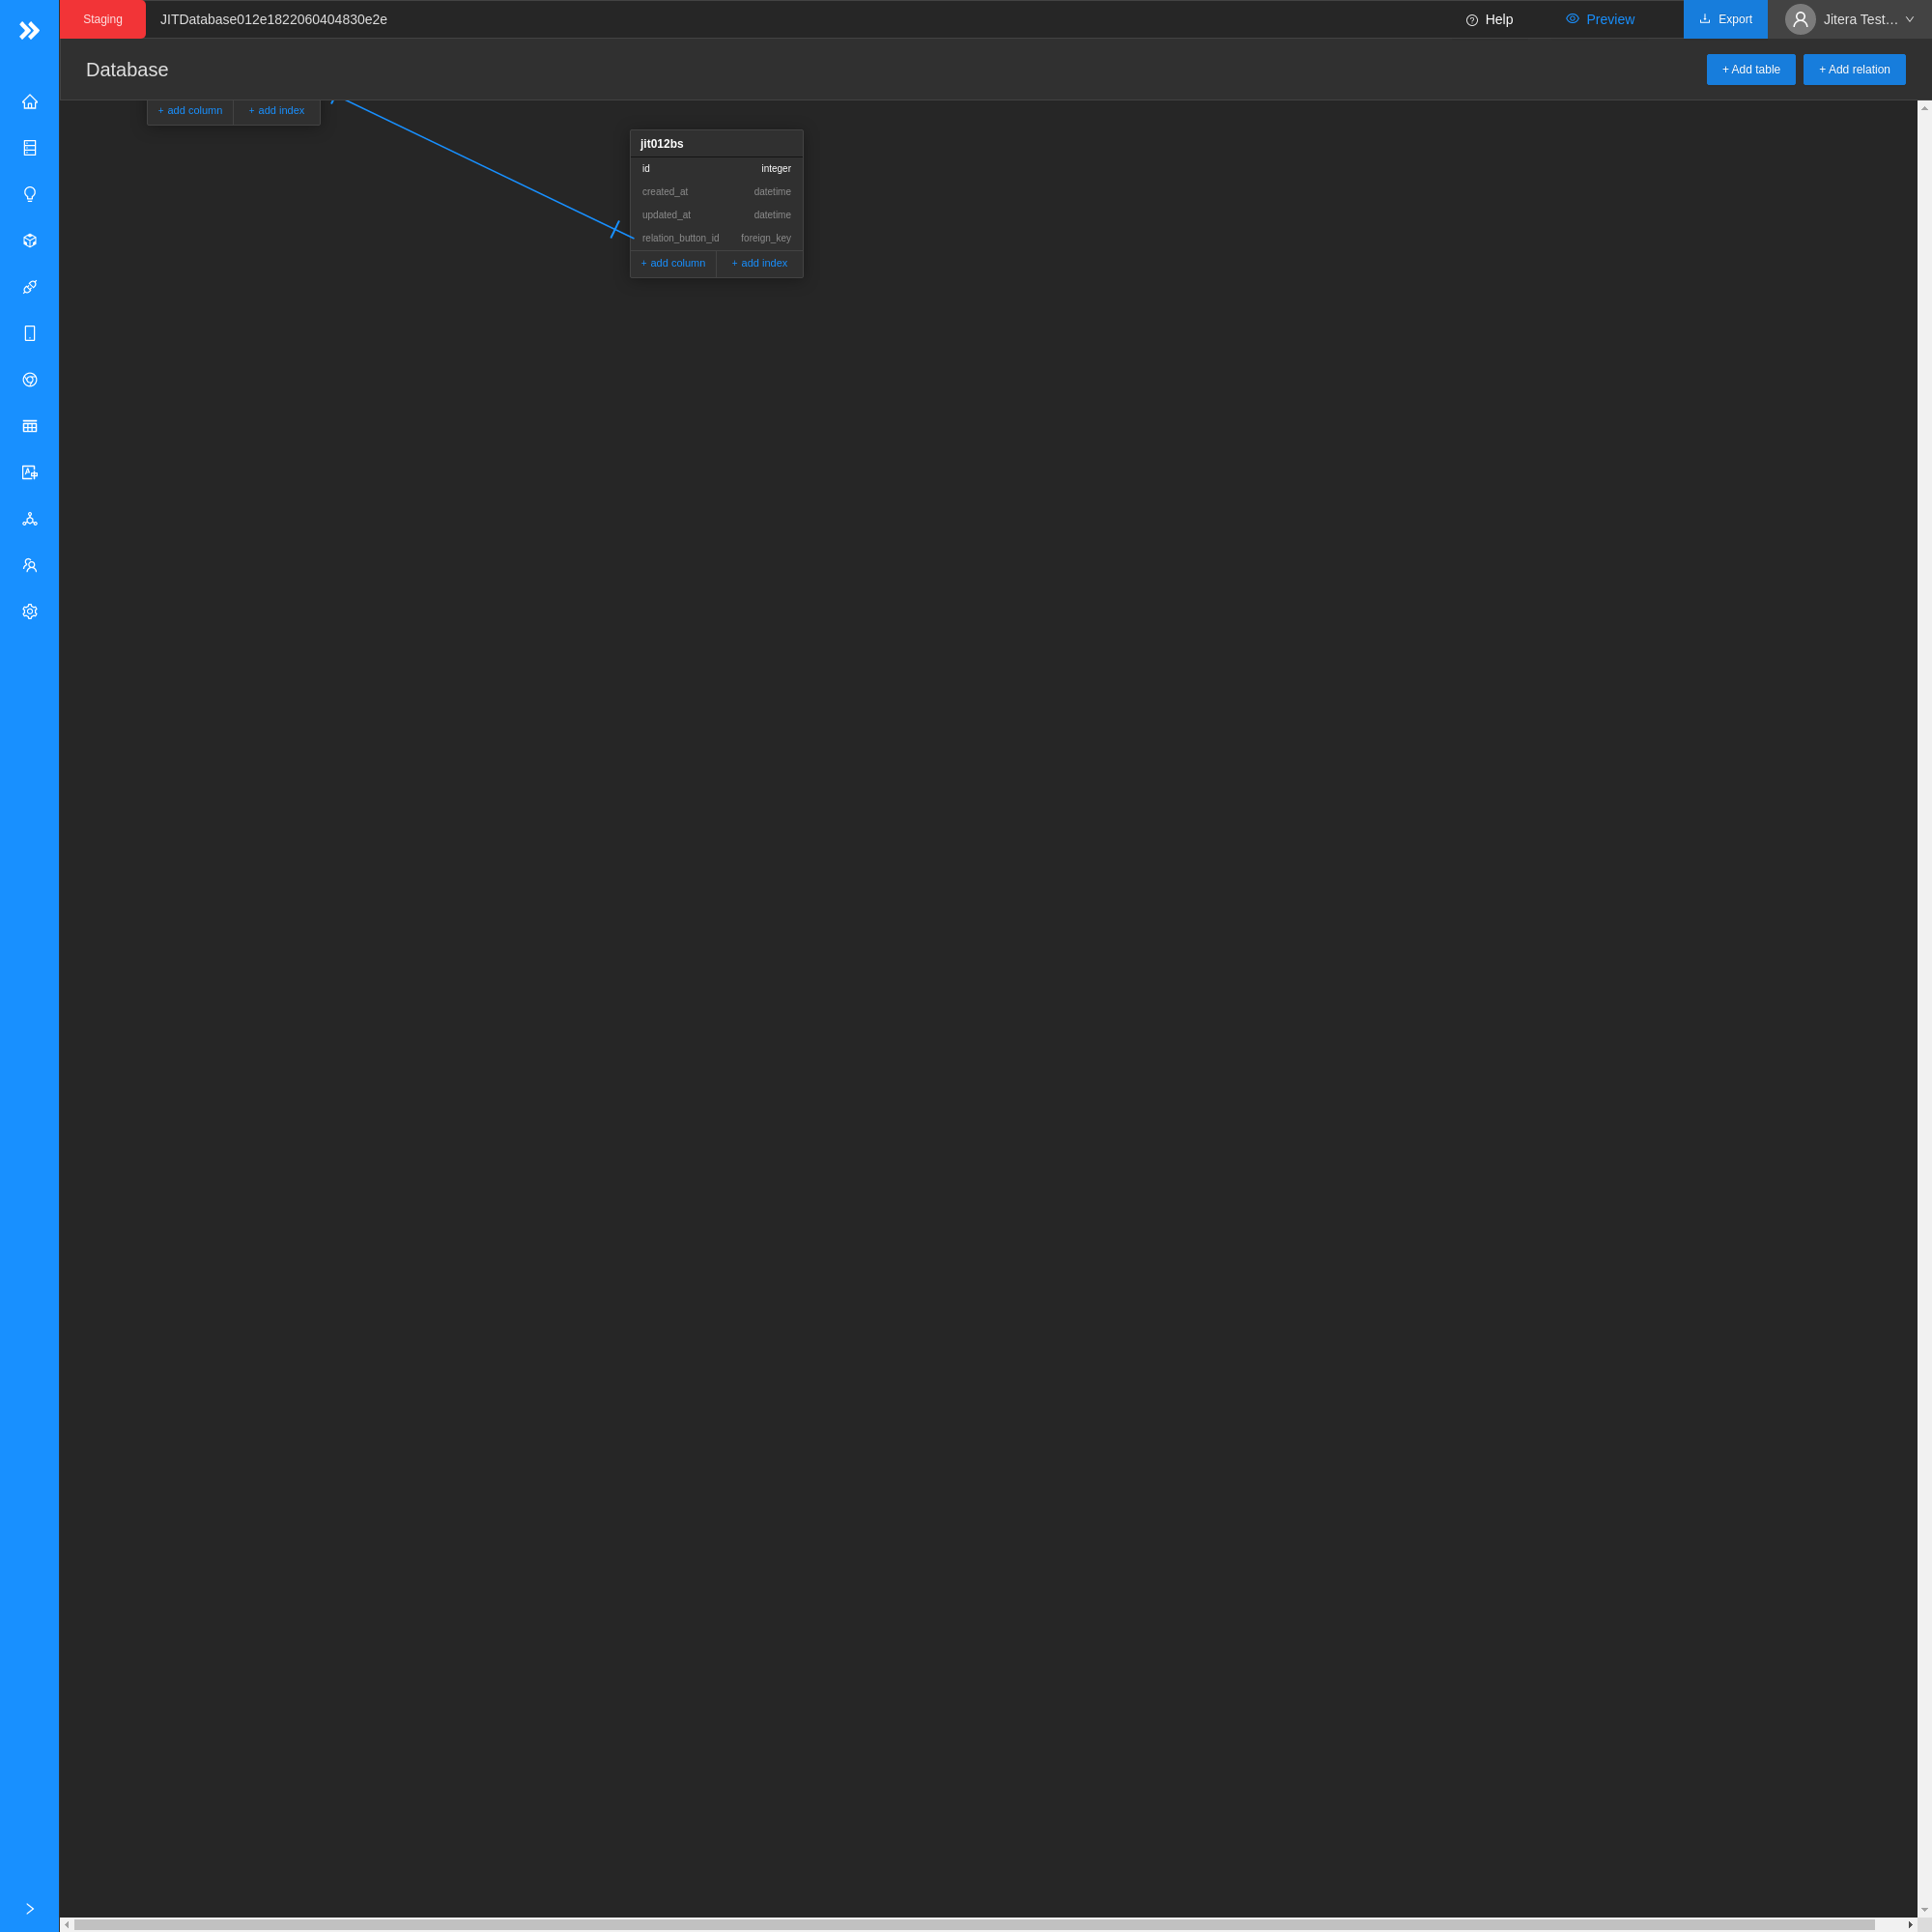 Staging JITDatabase012e1822060404830e2e Help Preview Export Jitera Test…
Database + Add table + Add relation
+ add column + add index
jit012bs
id integer
created_at datetime
updated_at datetime
relation_button_id foreign_key
+ add column + add index